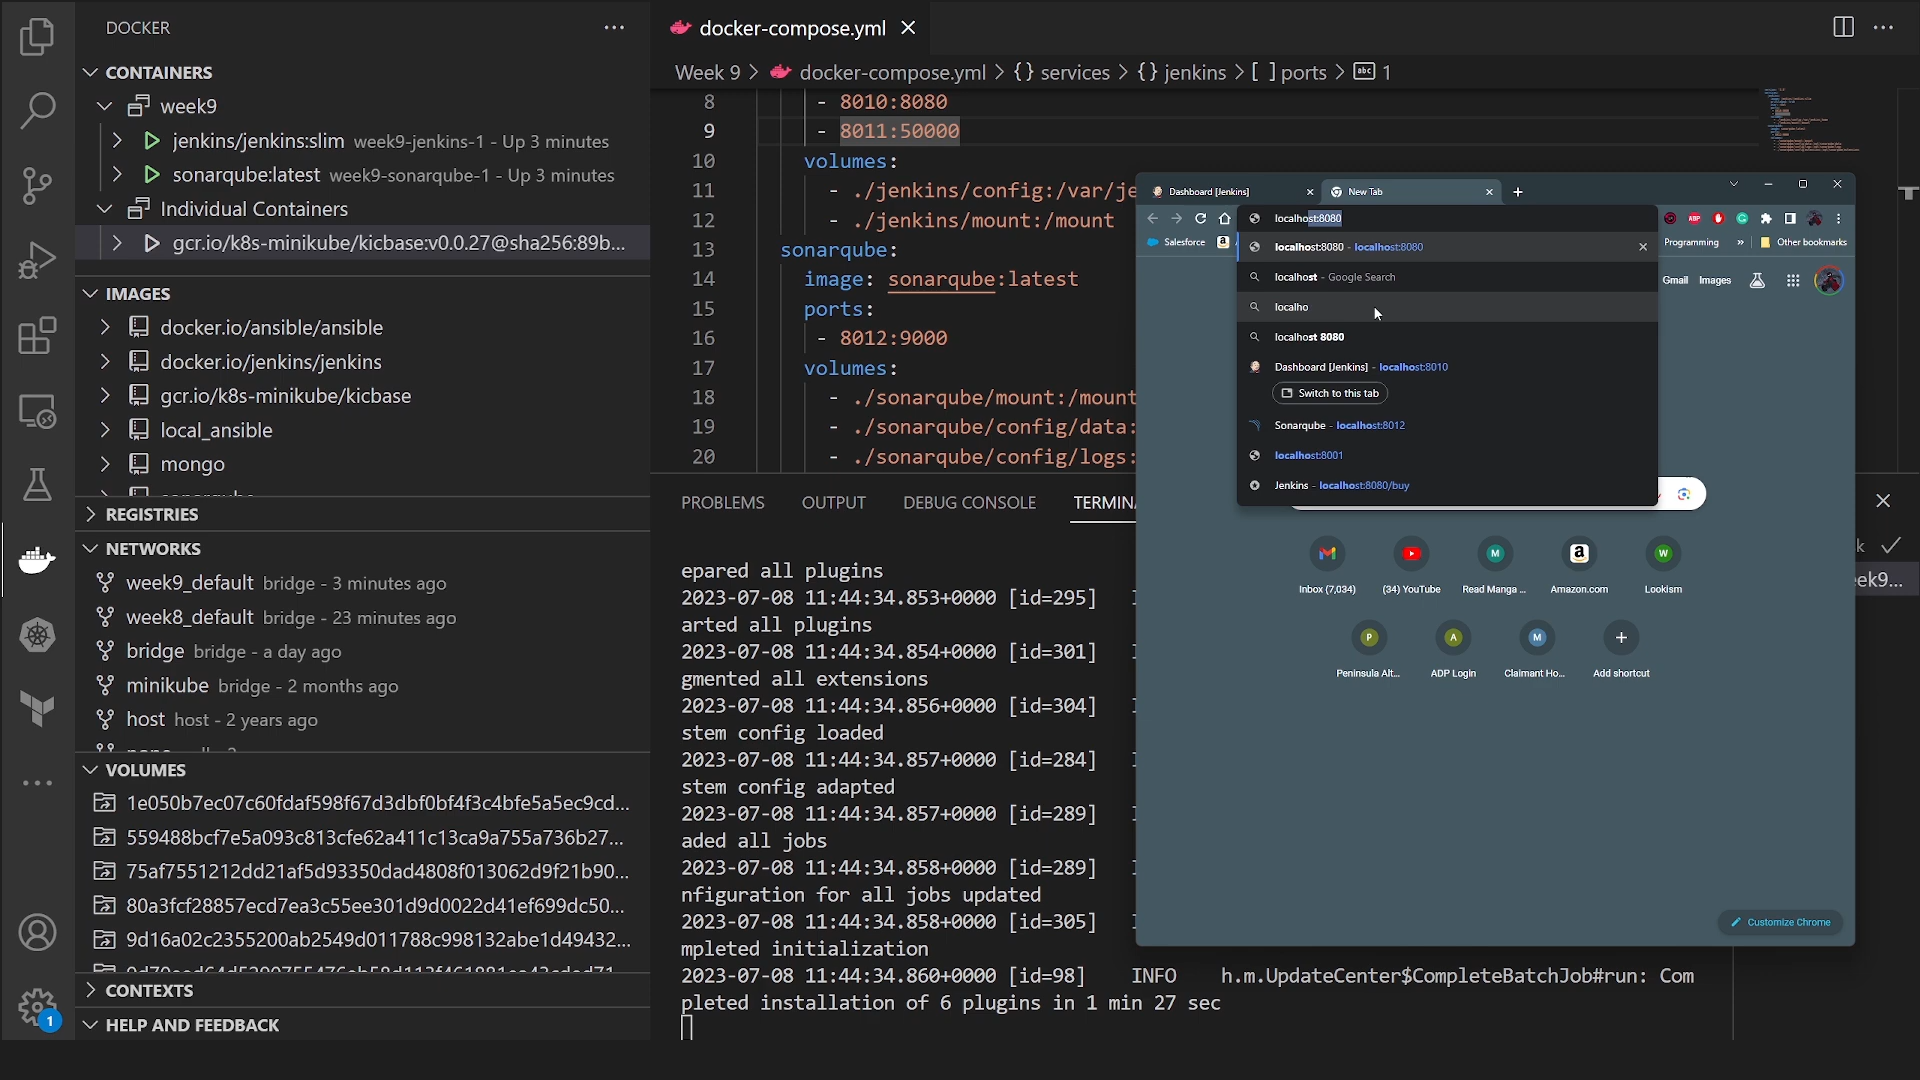 DOCKER
CONTAINERS
week9
jenkins/jenkins:slim week9-jenkins-1 - Up 3 minutes
sonarqube:latest week9-sonarqube-1 - Up 3 minutes
Individual Containers
gcr.io/k8s-minikube/kicbase:v0.0.27@sha256:89b...
IMAGES
docker.io/ansible/ansible
docker.io/jenkins/jenkins
gcr.io/k8s-minikube/kicbase
local_ansible
mongo
REGISTRIES
NETWORKS
week9_default bridge - 3 minutes ago
week8_default bridge - 23 minutes ago
bridge bridge - a day ago
minikube bridge - 2 months ago
host host - 2 years ago
VOLUMES
1e050b7ec07c60fdaf598f67d3dbf0bf4f3c4bfe5a5ec9cd...
559488bcf7e5a093c813cfe62a411c13ca9a755a736b27...
75af7551212dd21af5d93350dad4808f013062d9f21b90...
80a3fcf28857ecd7ea3c55ee301d9d0022d41ef699dc50...
9d16a02c2355200ab2549d011788c998132abe1d49432...
CONTEXTS
HELP AND FEEDBACK
1
docker-compose.yml
Week 9 > docker-compose.yml > {} services > {} jenkins > [ ] ports > abc 1
8 - 8010:8080
9 - 8011:50000
10 volumes:
11 - ./jenkins/config:/var/je
12 - ./jenkins/mount:/mount
13 sonarqube:
14 image: sonarqube:latest
15 ports:
16 - 8012:9000
17 volumes:
18 - ./sonarqube/mount:/mount
19 - ./sonarqube/config/data:
20 - ./sonarqube/config/logs:
PROBLEMS OUTPUT DEBUG CONSOLE TERMIN
epared all plugins
2023-07-08 11:44:34.853+0000 [id=295]
arted all plugins
2023-07-08 11:44:34.854+0000 [id=301]
gmented all extensions
2023-07-08 11:44:34.856+0000 [id=304]
stem config loaded
2023-07-08 11:44:34.857+0000 [id=284]
stem config adapted
2023-07-08 11:44:34.857+0000 [id=289]
aded all jobs
2023-07-08 11:44:34.858+0000 [id=289]
nfiguration for all jobs updated
2023-07-08 11:44:34.858+0000 [id=305]
mpleted initialization
2023-07-08 11:44:34.860+0000 [id=98] INFO h.m.UpdateCenter$CompleteBatchJob#run: Com
pleted installation of 6 plugins in 1 min 27 sec
k
ek9...
Dashboard [Jenkins] New Tab
localhost:8080
ABP
Salesforce a Programming » Other bookmarks
localhost:8080 - localhost:8080
localhost - Google Search
localho
localhost 8080
Dashboard [Jenkins] - localhost:8010
Switch to this tab
Sonarqube - localhost:8012
localhost:8001
Jenkins - localhost:8080/buy
Gmail Images
M a W
Inbox (7,034) (34) YouTube Read Manga ... Amazon.com Lookism
P A M
Peninsula Alt... ADP Login Claimant Ho... Add shortcut
Customize Chrome